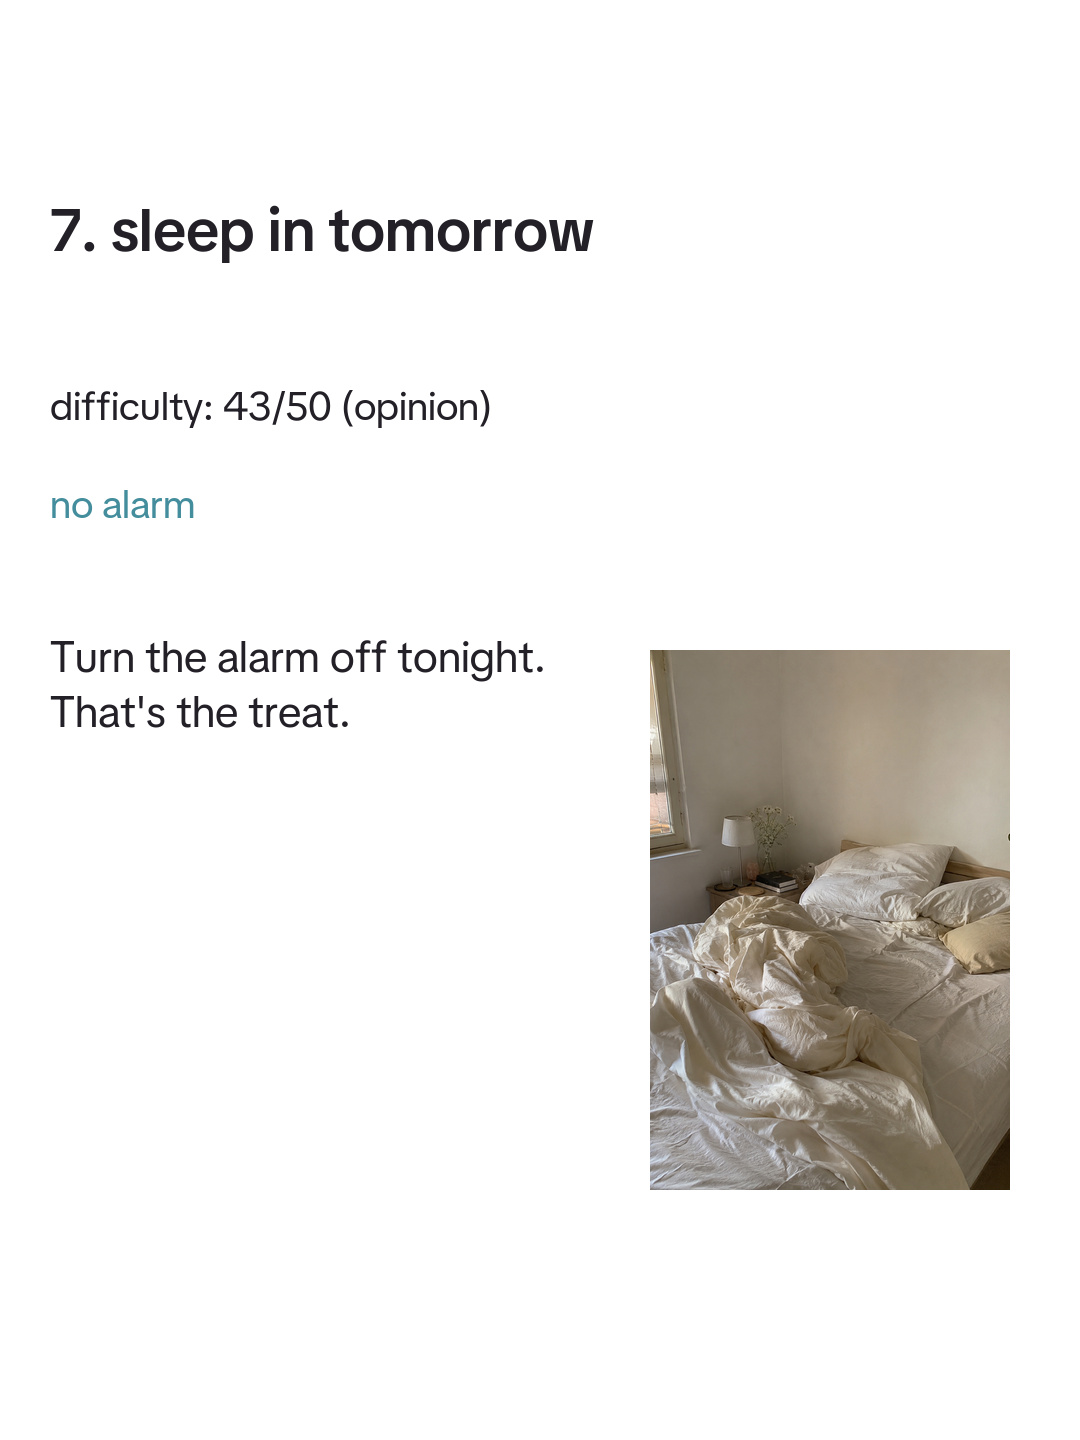 7. sleep in tomorrow
difficulty: 43/50 (opinion)
no alarm
Turn the alarm off tonight.
That's the treat.